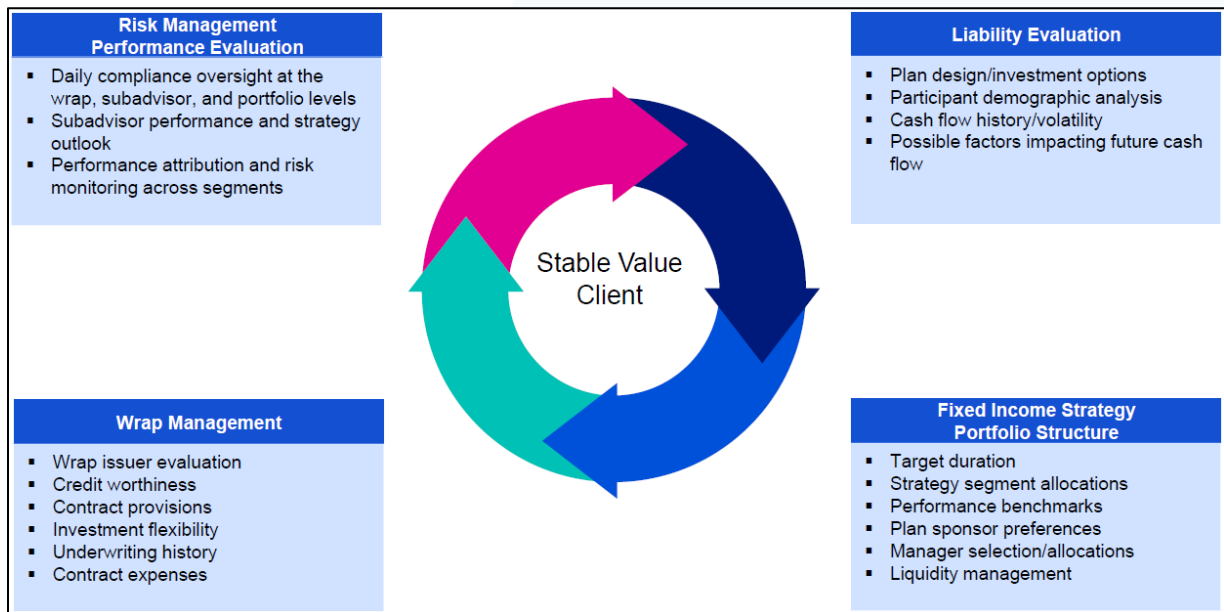 Risk Management
Performance Evaluation
▪ Daily compliance oversight at the
wrap, subadvisor, and portfolio levels
▪ Subadvisor performance and strategy
outlook
▪ Performance attribution and risk
monitoring across segments
Liability Evaluation
▪ Plan design/investment options
▪ Participant demographic analysis
▪ Cash flow history/volatility
▪ Possible factors impacting future cash
flow
Stable Value
Client
Wrap Management
▪ Wrap issuer evaluation
▪ Credit worthiness
▪ Contract provisions
▪ Investment flexibility
▪ Underwriting history
▪ Contract expenses
Fixed Income Strategy
Portfolio Structure
▪ Target duration
▪ Strategy segment allocations
▪ Performance benchmarks
▪ Plan sponsor preferences
▪ Manager selection/allocations
▪ Liquidity management